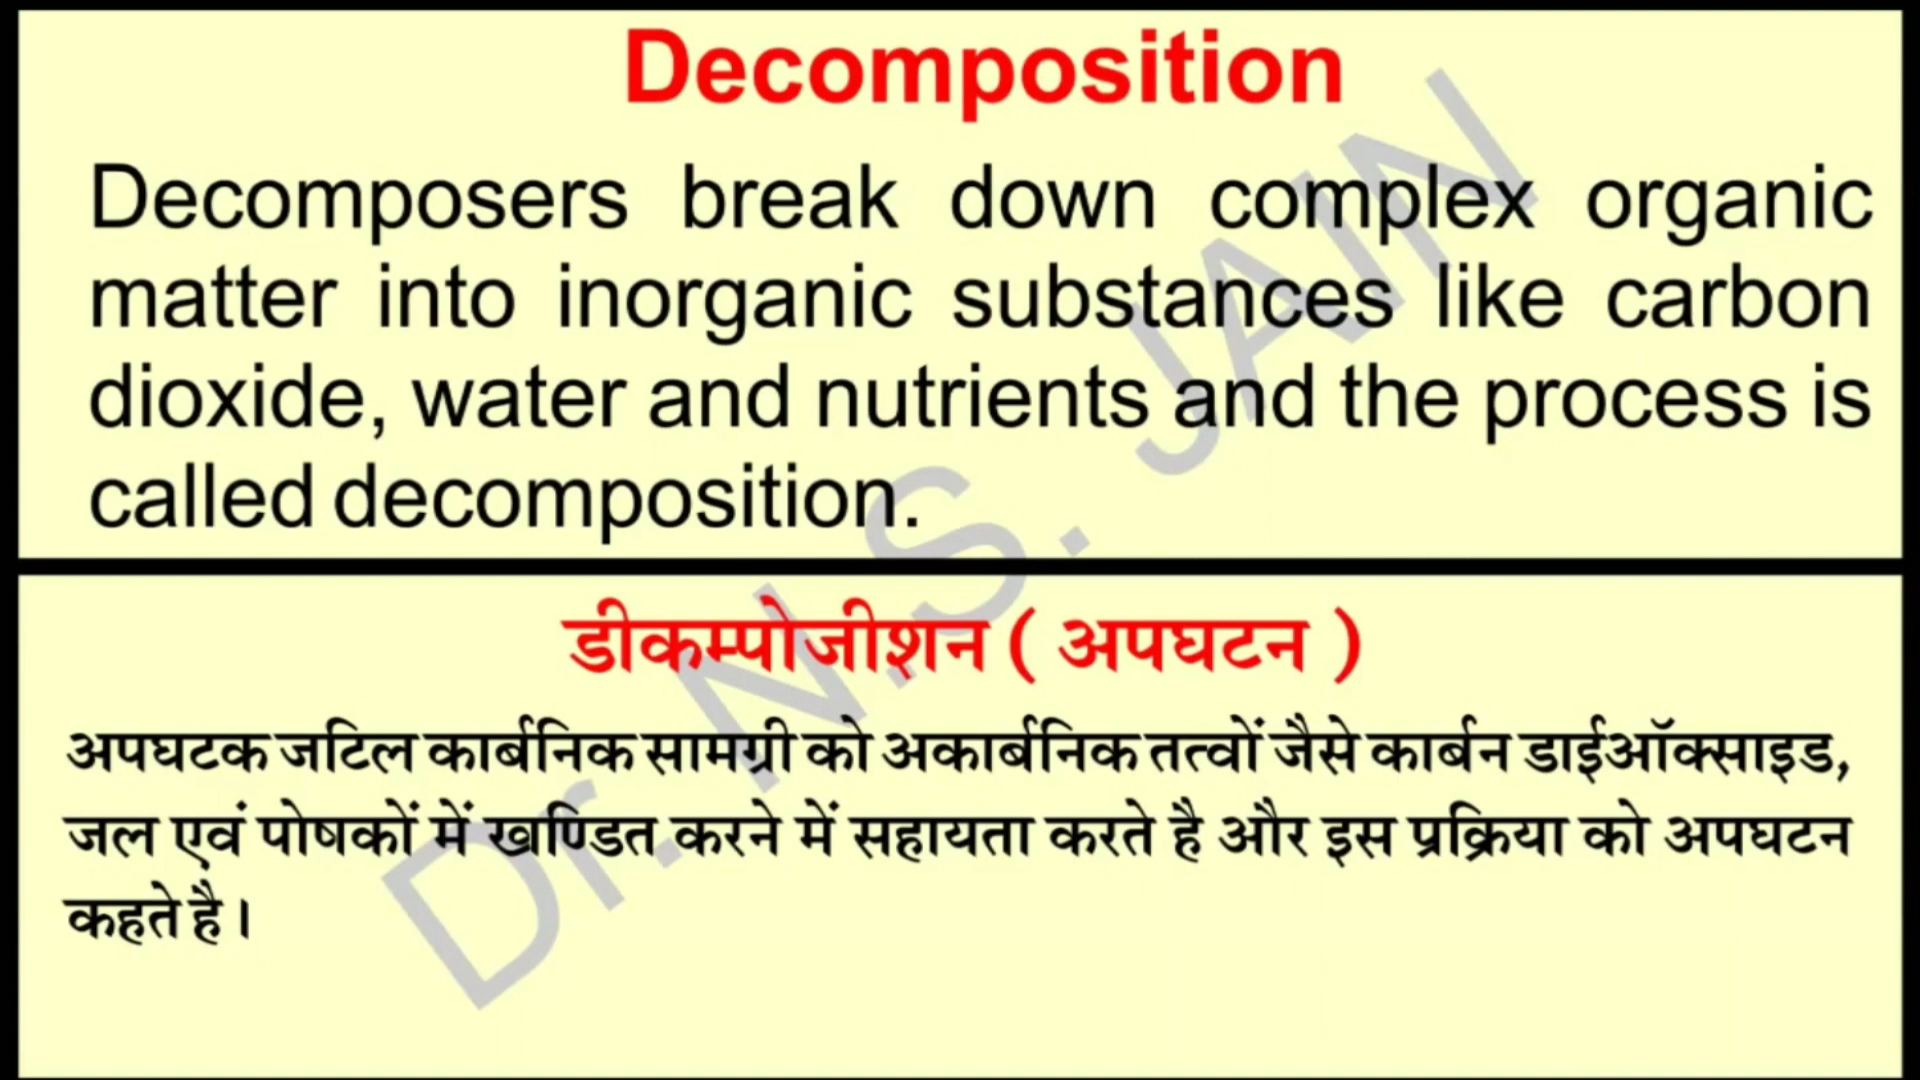 Decomposition
Decomposers break down complex organic
matter into inorganic substances like carbon
dioxide, water and nutrients and the process is
called decomposition.
डीकम्पोजीशन ( अपघटन )
अपघटक जटिल कार्बनिक सामग्री को अकार्बनिक तत्वों जैसे कार्बन डाईऑक्साइड,
जल एवं पोषकों में खण्डित करने में सहायता करते है और इस प्रक्रिया को अपघटन
कहते है।
Dr. N.S. JAIN